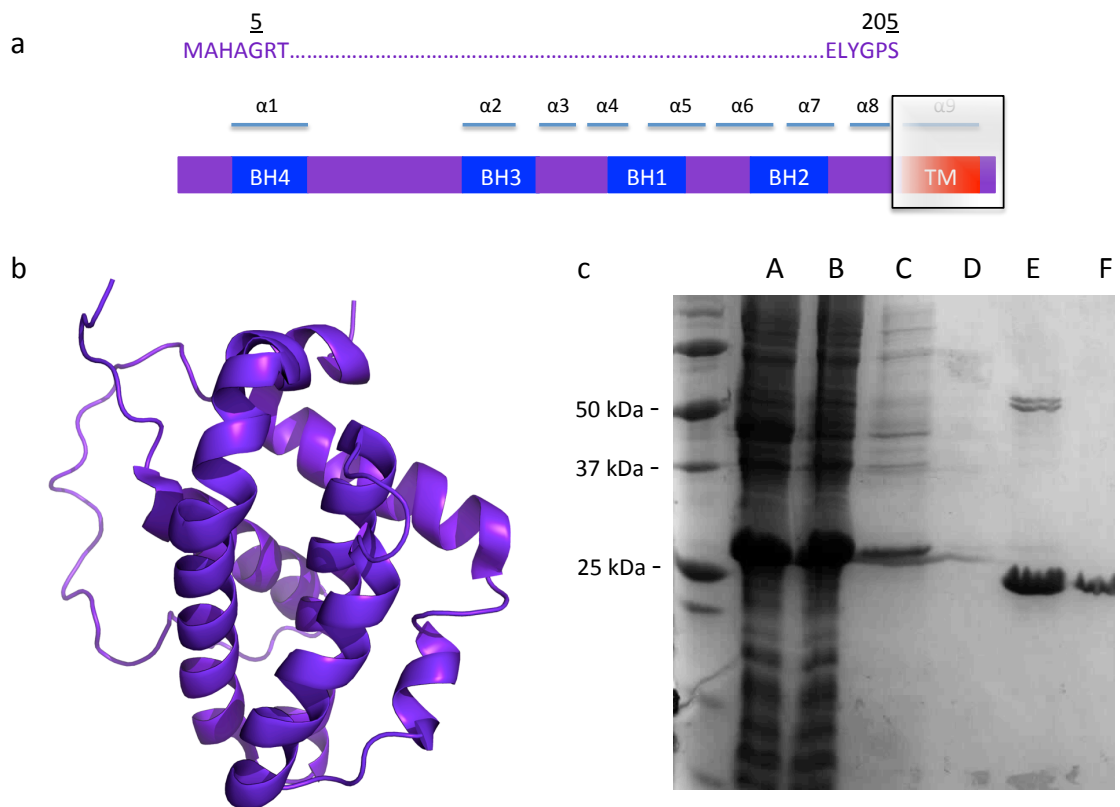 a
5 205
MAHAGRT..............................................................................ELYGPS
α1 α2 α3 α4 α5 α6 α7 α8 α9
BH4 BH3 BH1 BH2 TM
b
c A B C D E F
50 kDa -
37 kDa -
25 kDa -